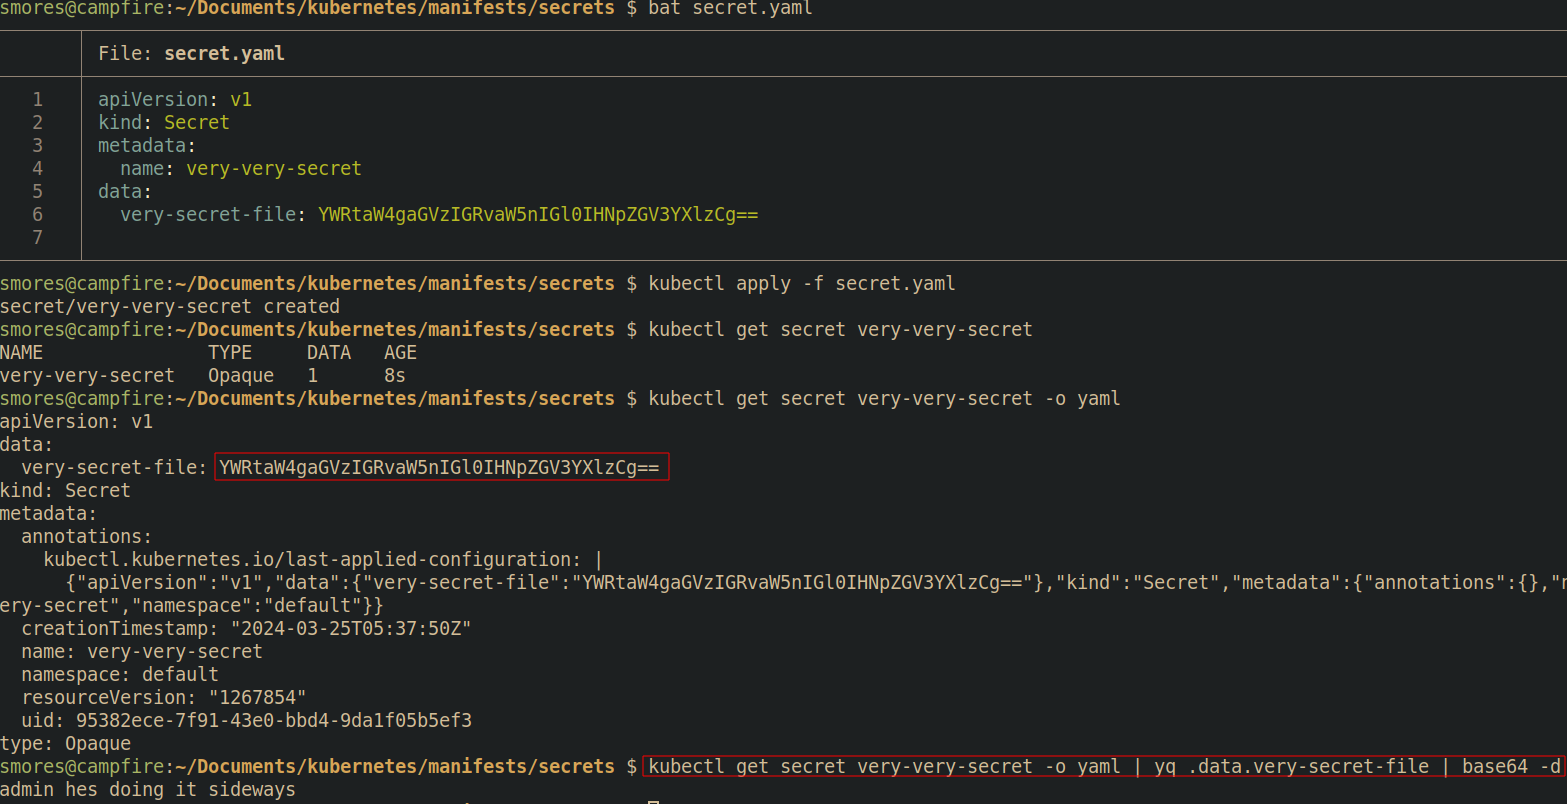 smores@campfire:~/Documents/kubernetes/manifests/secrets $ bat secret.yaml
File: secret.yaml
1 apiVersion: v1
2 kind: Secret
3 metadata:
4   name: very-very-secret
5 data:
6   very-secret-file: YWRtaW4gaGVzIGRvaW5nIGl0IHNpZGV3YXlzCg==
7
smores@campfire:~/Documents/kubernetes/manifests/secrets $ kubectl apply -f secret.yaml
secret/very-very-secret created
smores@campfire:~/Documents/kubernetes/manifests/secrets $ kubectl get secret very-very-secret
NAME               TYPE     DATA   AGE
very-very-secret   Opaque   1      8s
smores@campfire:~/Documents/kubernetes/manifests/secrets $ kubectl get secret very-very-secret -o yaml
apiVersion: v1
data:
  very-secret-file: YWRtaW4gaGVzIGRvaW5nIGl0IHNpZGV3YXlzCg==
kind: Secret
metadata:
  annotations:
    kubectl.kubernetes.io/last-applied-configuration: |
      {"apiVersion":"v1","data":{"very-secret-file":"YWRtaW4gaGVzIGRvaW5nIGl0IHNpZGV3YXlzCg=="},"kind":"Secret","metadata":{"annotations":{},"n
ery-secret","namespace":"default"}}
  creationTimestamp: "2024-03-25T05:37:50Z"
  name: very-very-secret
  namespace: default
  resourceVersion: "1267854"
  uid: 95382ece-7f91-43e0-bbd4-9da1f05b5ef3
type: Opaque
smores@campfire:~/Documents/kubernetes/manifests/secrets $ kubectl get secret very-very-secret -o yaml | yq .data.very-secret-file | base64 -d
admin hes doing it sideways